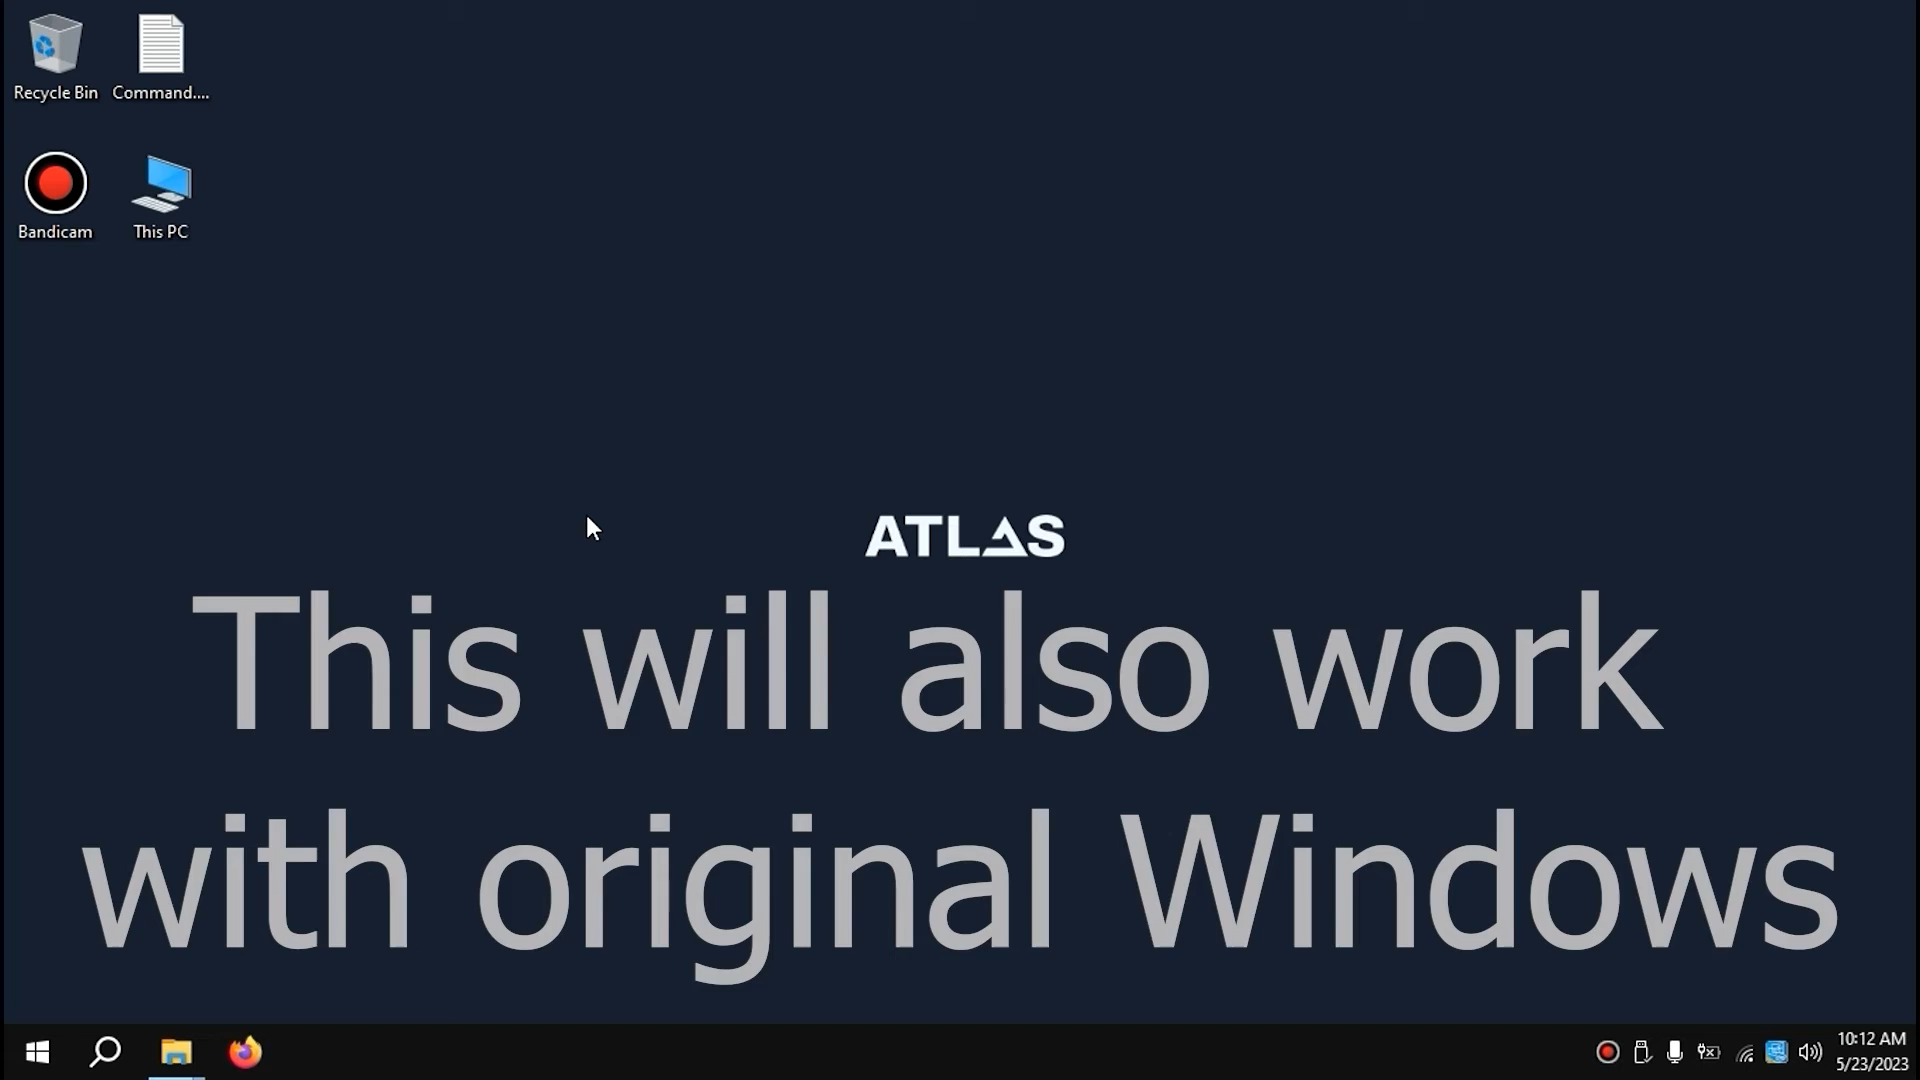 Recycle Bin
Command....
Bandicam
This PC
ATLAS
This will also work
with original Windows
10:12 AM
5/23/2023